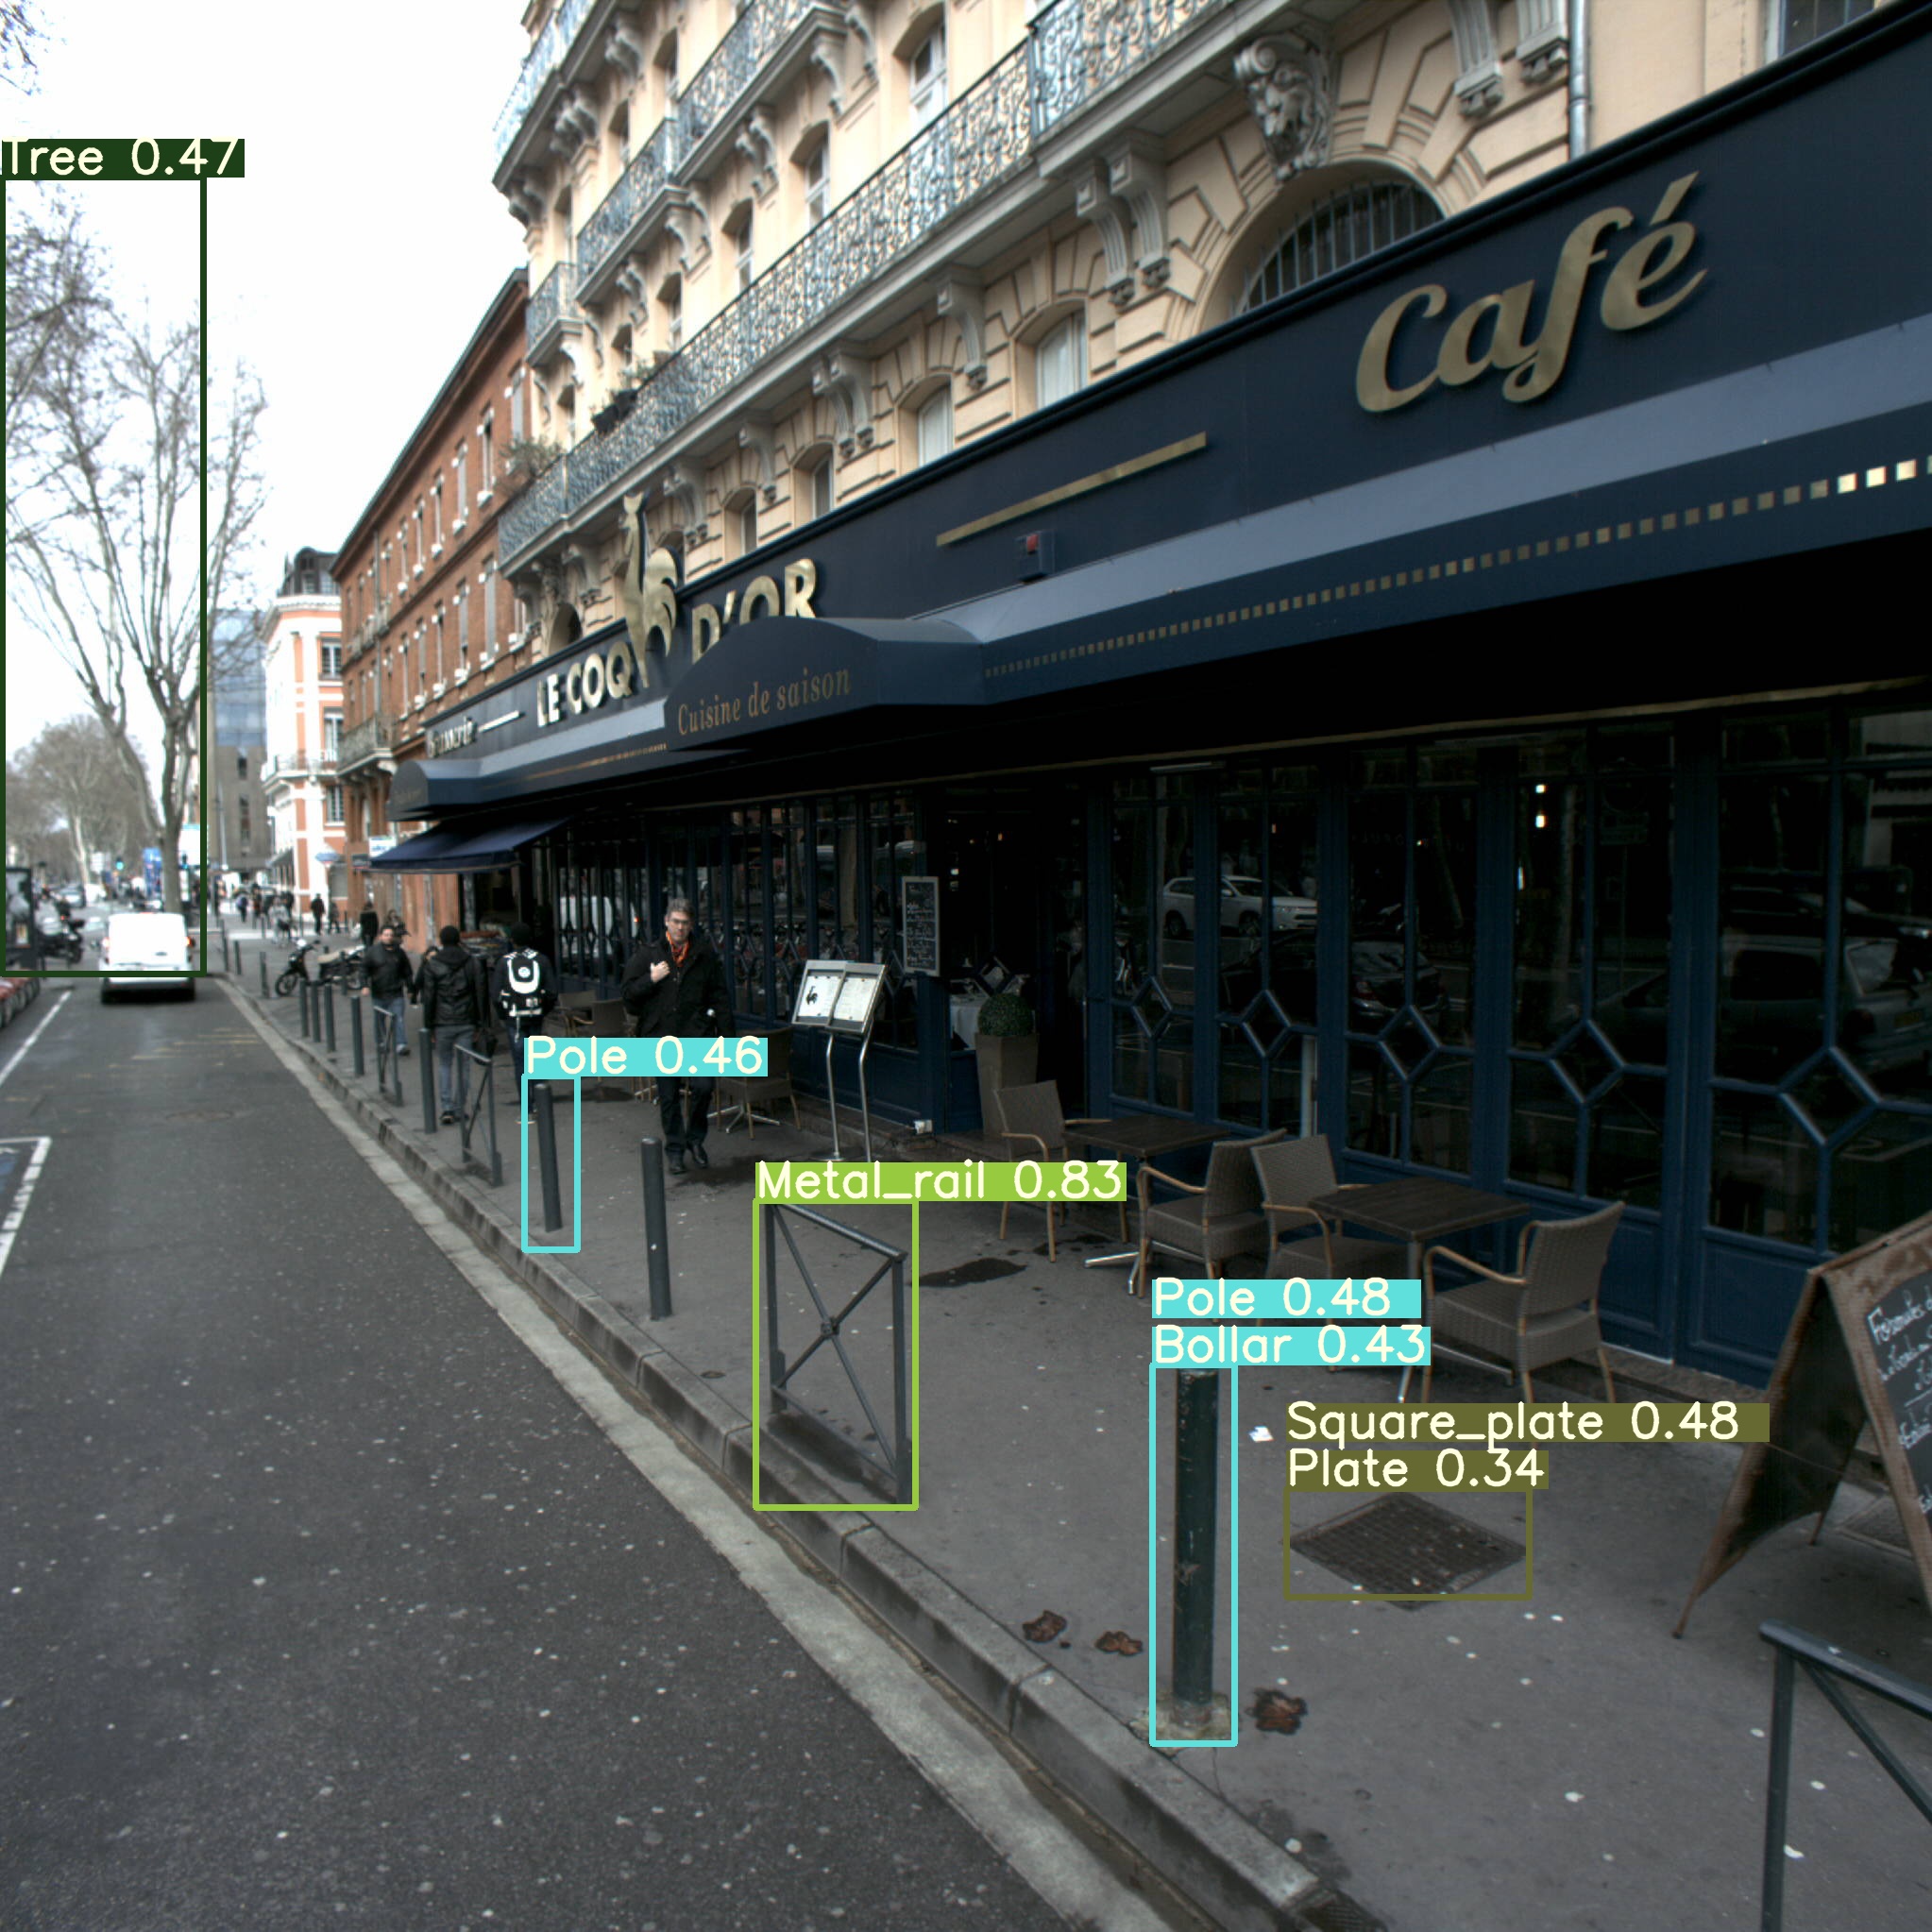 Tree 0.47
Café
LE COQ D'OR
Cuisine de saison
Brasserie
Pole 0.46
Metal_rail 0.83
Pole 0.48
Bollar 0.43
Square_plate 0.48
Plate 0.34